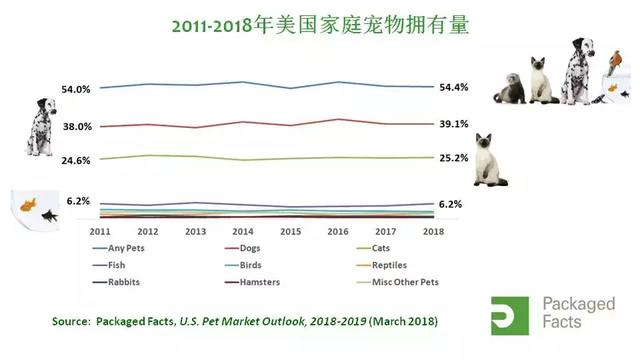 2011-2018年美国家庭宠物拥有量
54.0%
54.4%
38.0%
39.1%
24.6%
25.2%
6.2%
6.2%
2011 2012 2013 2014 2015 2016 2017 2018
Any Pets Dogs Cats
Fish Birds Reptiles
Rabbits Hamsters Misc Other Pets
Source: Packaged Facts, U.S. Pet Market Outlook, 2018-2019 (March 2018)
Packaged
Facts